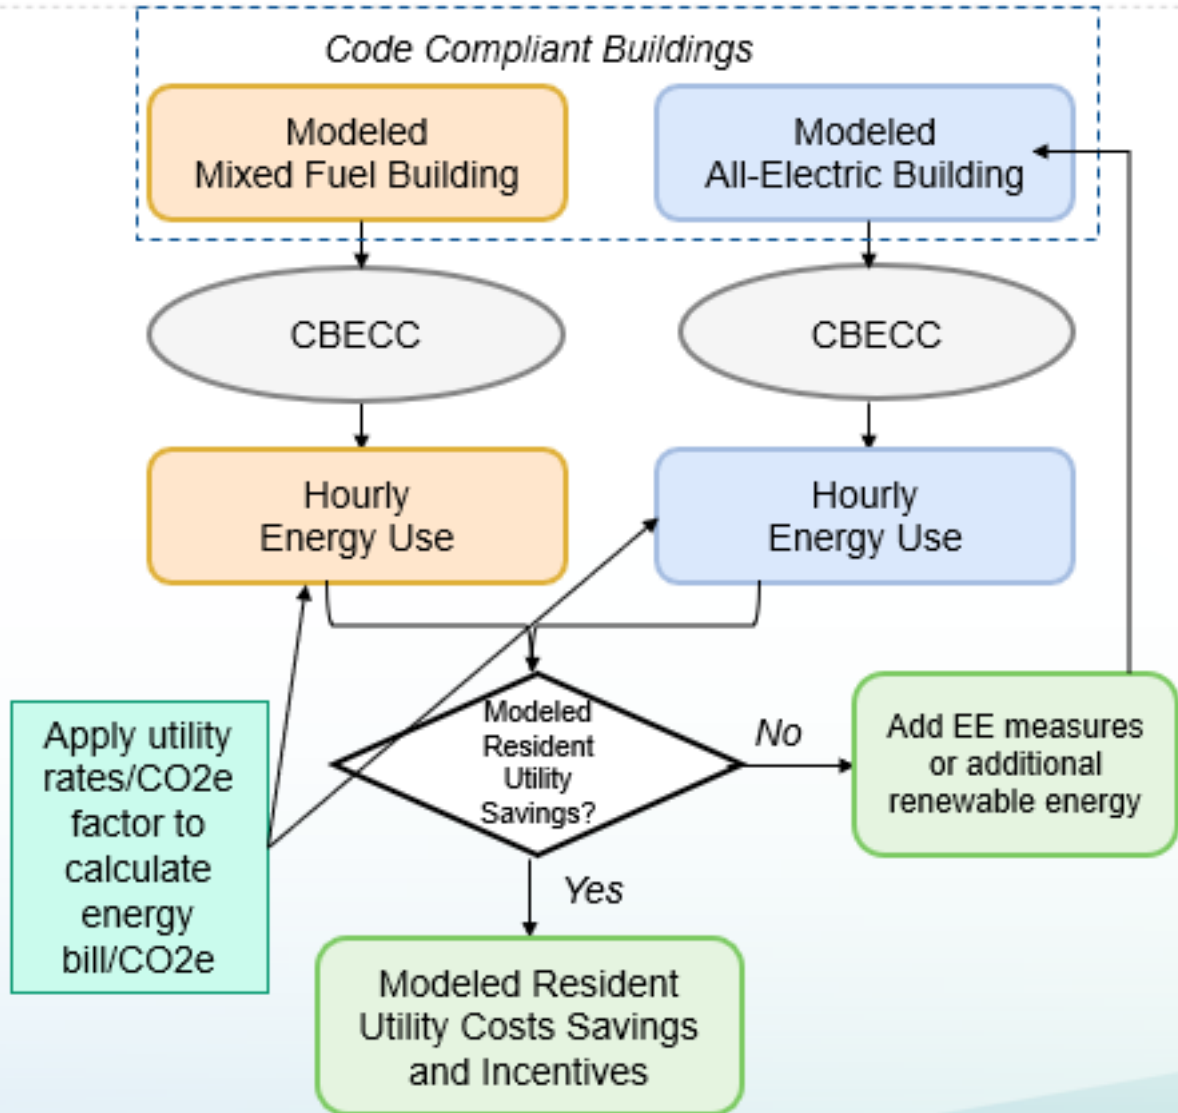 Code Compliant Buildings
Modeled
Mixed Fuel Building
Modeled
All-Electric Building
CBECC
CBECC
Hourly
Energy Use
Hourly
Energy Use
Apply utility
rates/CO2e
factor to
calculate
energy
bill/CO2e
Modeled
Resident
Utility
Savings?
No
Add EE measures
or additional
renewable energy
Yes
Modeled Resident
Utility Costs Savings
and Incentives